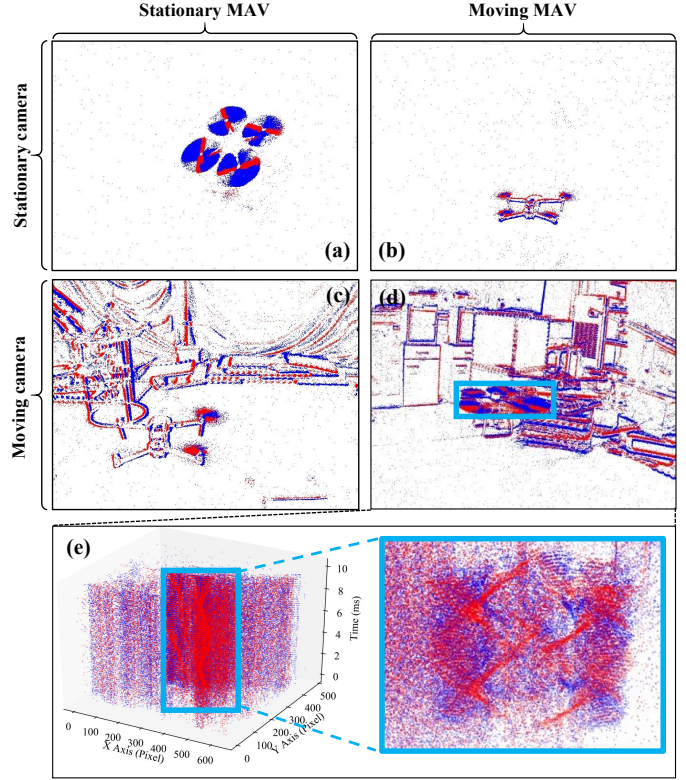 Stationary MAV
Moving MAV
Stationary camera
(a)
(b)
Moving camera
(c)
(d)
(e)
10
8
6
4
2
0
Time (ms)
0
100
200
300
400
500
600
X Axis (Pixel)
0
100
200
300
400
500
Y Axis (Pixel)